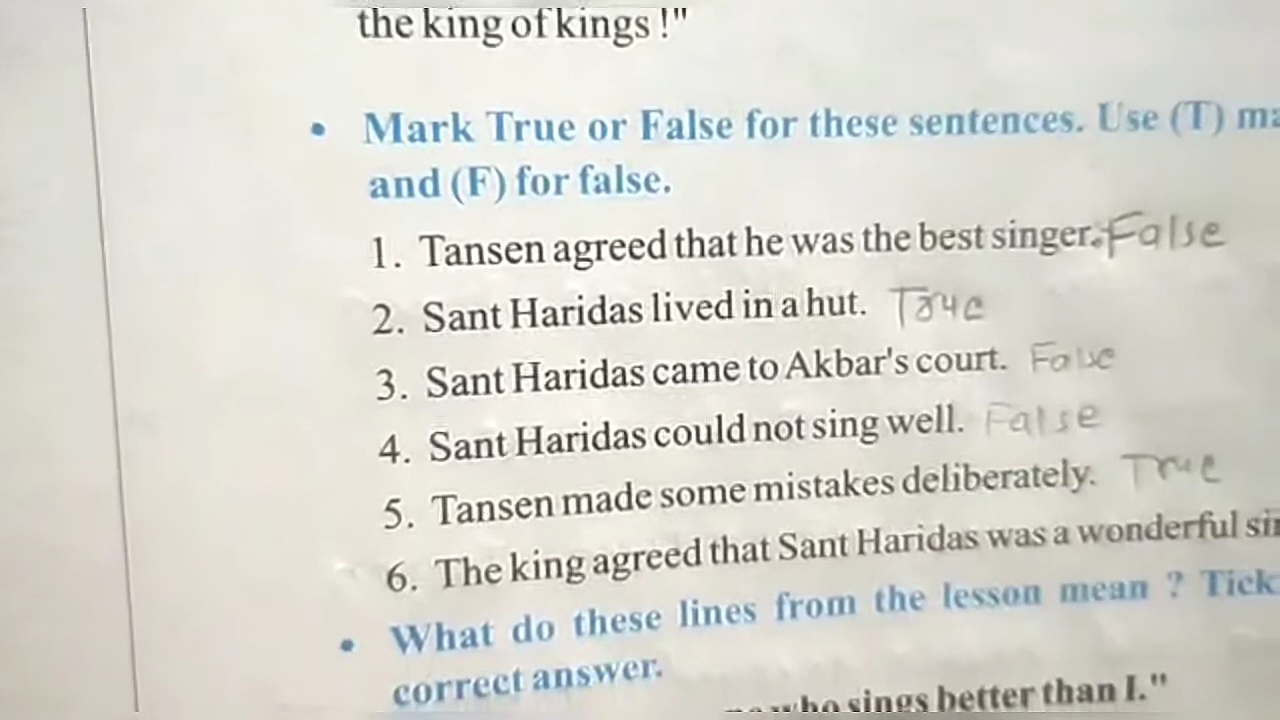 the king of kings !"
• Mark True or False for these sentences. Use (T) ma
and (F) for false.
1. Tansen agreed that he was the best singer. False
2. Sant Haridas lived in a hut. True
3. Sant Haridas came to Akbar's court. False
4. Sant Haridas could not sing well. False
5. Tansen made some mistakes deliberately. True
6. The king agreed that Sant Haridas was a wonderful sin
• What do these lines from the lesson mean ? Tick
correct answer.
who sings better than I."